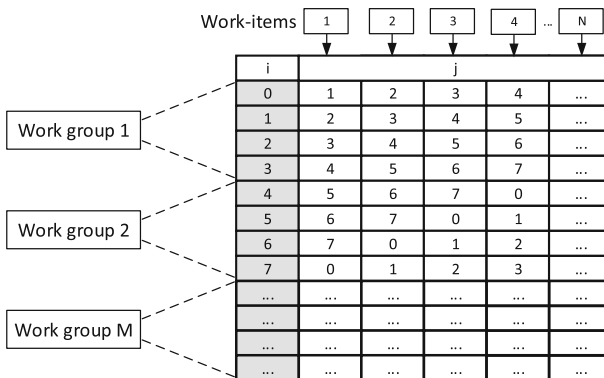 Work-items 1 2 3 4 ... N
i j
0 1 2 3 4 ...
1 2 3 4 5 ...
Work group 1
2 3 4 5 6 ...
3 4 5 6 7 ...
4 5 6 7 0 ...
5 6 7 0 1 ...
Work group 2
6 7 0 1 2 ...
7 0 1 2 3 ...
... ... ... ... ... ...
... ... ... ... ... ...
Work group M
... ... ... ... ... ...
... ... ... ... ... ...